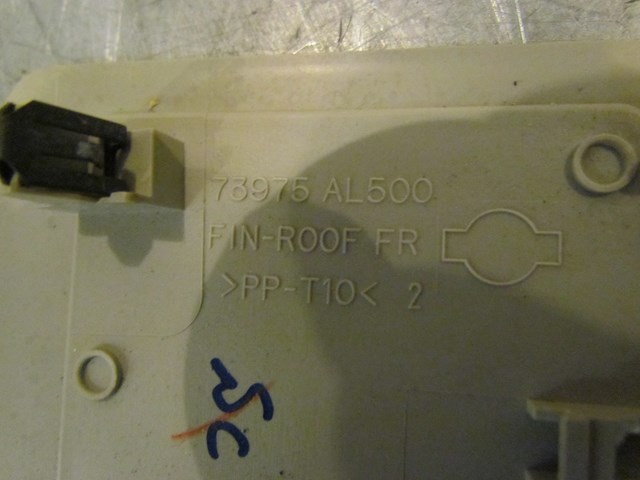 73975 AL500
FIN-ROOF FR
>PP-T10< 2